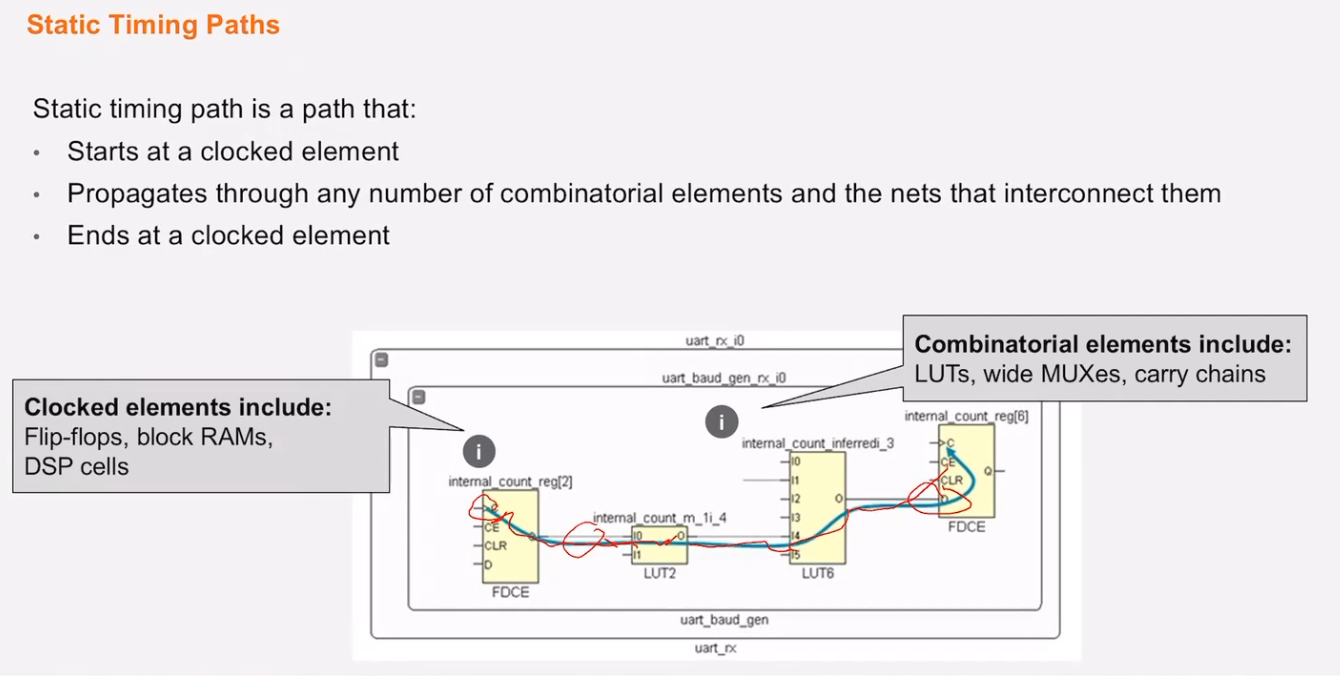 Static Timing Paths
Static timing path is a path that:
• Starts at a clocked element
• Propagates through any number of combinatorial elements and the nets that interconnect them
• Ends at a clocked element
Clocked elements include:
Flip-flops, block RAMs,
DSP cells
Combinatorial elements include:
LUTs, wide MUXes, carry chains
uart_rx_i0
uart_baud_gen_rx_i0
i
i
internal_count_reg[2]
CE
CLR
D
FDCE
internal_count_m_1i_4
I0
I1
O
LUT2
internal_count_inferredi_3
I0
I1
I2
I3
I4
I5
O
LUT6
internal_count_reg[6]
C
CE
CLR
D
Q
FDCE
uart_baud_gen
uart_rx